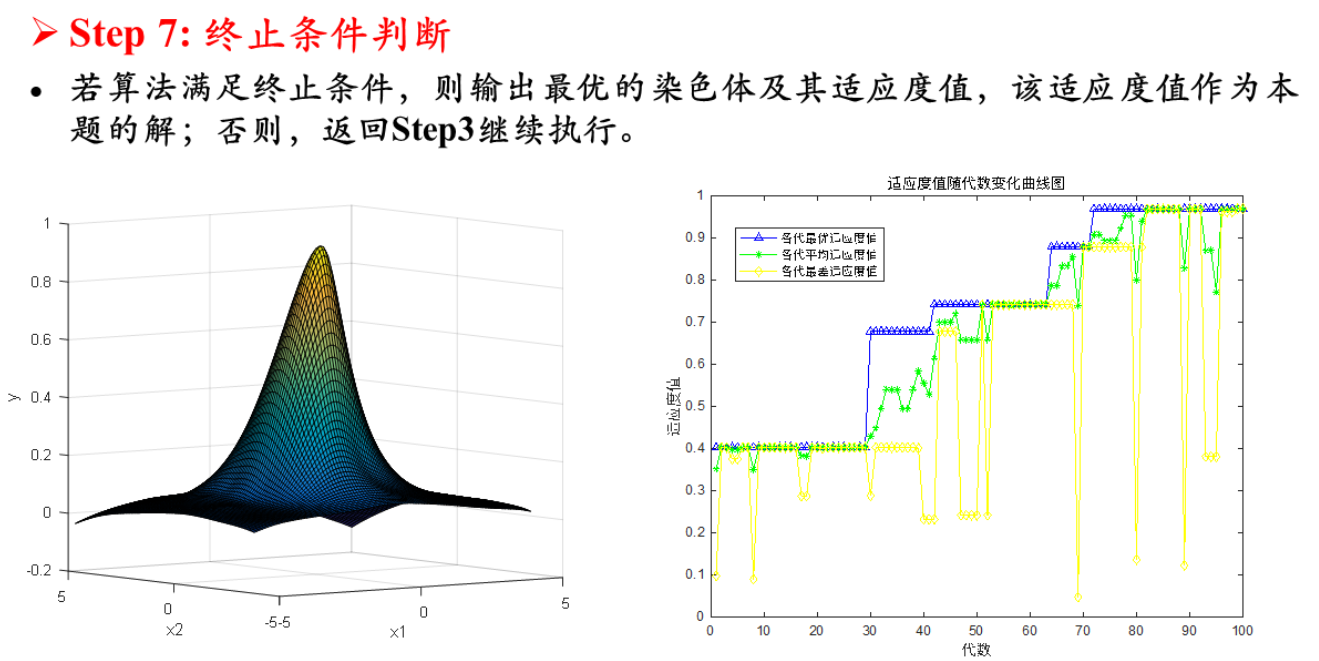 ➢ Step 7: 终止条件判断
• 若算法满足终止条件，则输出最优的染色体及其适应度值，该适应度值作为本
题的解；否则，返回Step3继续执行。
1
0.8
0.6
0.4
0.2
0
-0.2
y
5
0
-5
x2
-5
0
5
x1
适应度值随代数变化曲线图
各代最优适应度值
各代平均适应度值
各代最差适应度值
1
0.9
0.8
0.7
0.6
0.5
0.4
0.3
0.2
0.1
0
适应度值
0 10 20 30 40 50 60 70 80 90 100
代数